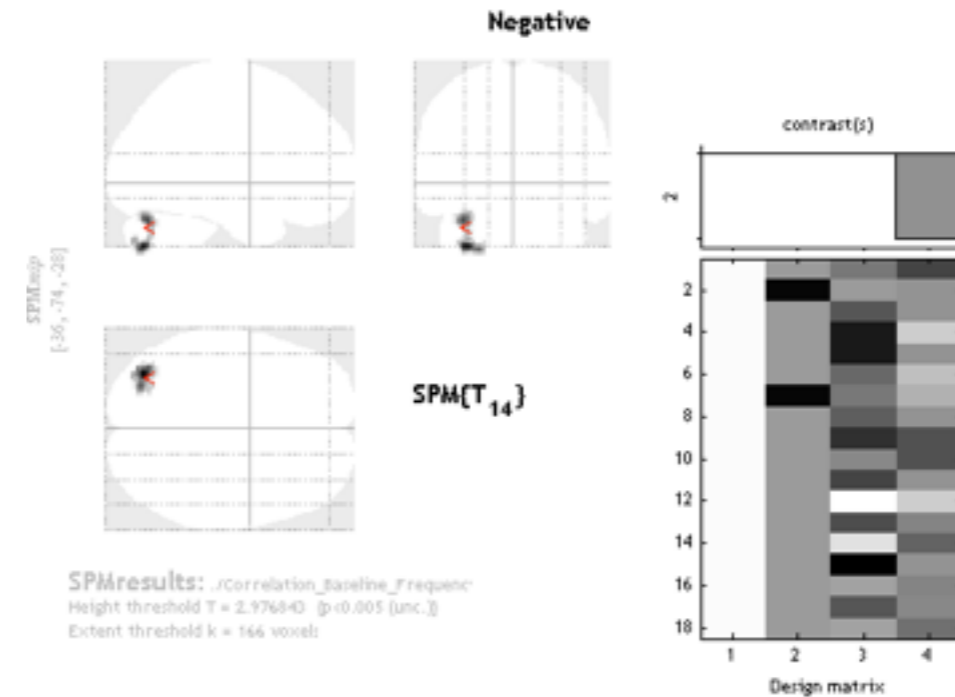 Negative
contrast(s)
2
SPMmip
[-36, -74, -28]
SPM{T14}
2
4
6
8
10
12
14
16
18
1 2 3 4
Design matrix
SPMresults: ./Correlation_Baseline_Frequenc
Height threshold T = 2.976843 {p<0.005 (unc.)}
Extent threshold k = 166 voxels